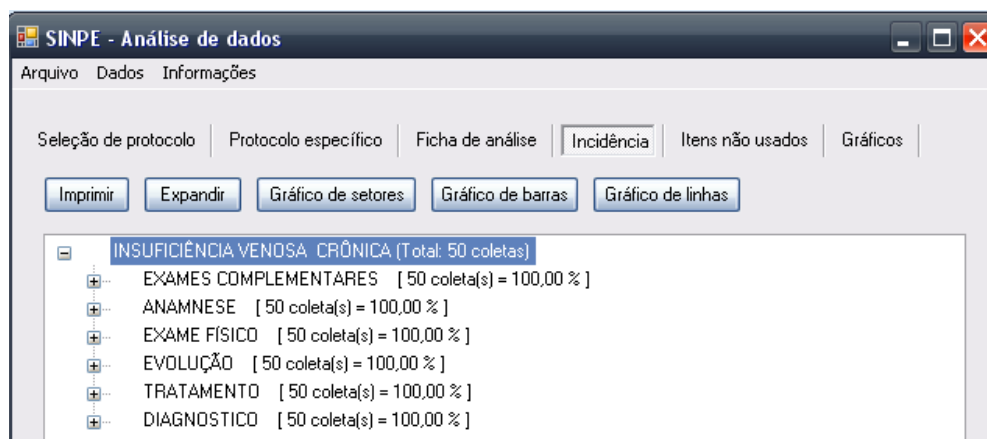 SINPE - Análise de dados
Arquivo Dados Informações
Seleção de protocolo Protocolo específico Ficha de análise Incidência Itens não usados Gráficos
Imprimir Expandir Gráfico de setores Gráfico de barras Gráfico de linhas
INSUFICIÊNCIA VENOSA CRÔNICA (Total: 50 coletas)
EXAMES COMPLEMENTARES [ 50 coleta(s) = 100,00 % ]
ANAMNESE [ 50 coleta(s) = 100,00 % ]
EXAME FÍSICO [ 50 coleta(s) = 100,00 % ]
EVOLUÇÃO [ 50 coleta(s) = 100,00 % ]
TRATAMENTO [ 50 coleta(s) = 100,00 % ]
DIAGNOSTICO [ 50 coleta(s) = 100,00 % ]